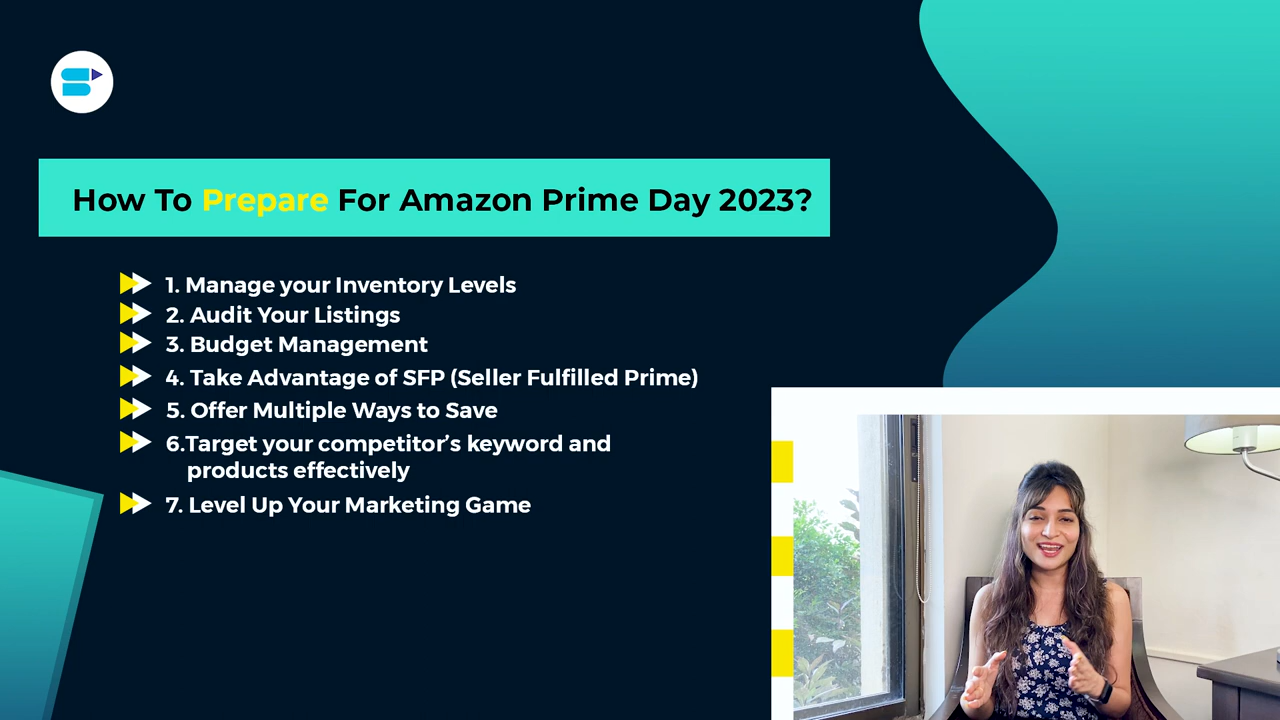 How To Prepare For Amazon Prime Day 2023?
1. Manage your Inventory Levels
2. Audit Your Listings
3. Budget Management
4. Take Advantage of SFP (Seller Fulfilled Prime)
5. Offer Multiple Ways to Save
6.Target your competitor’s keyword and
products effectively
7. Level Up Your Marketing Game